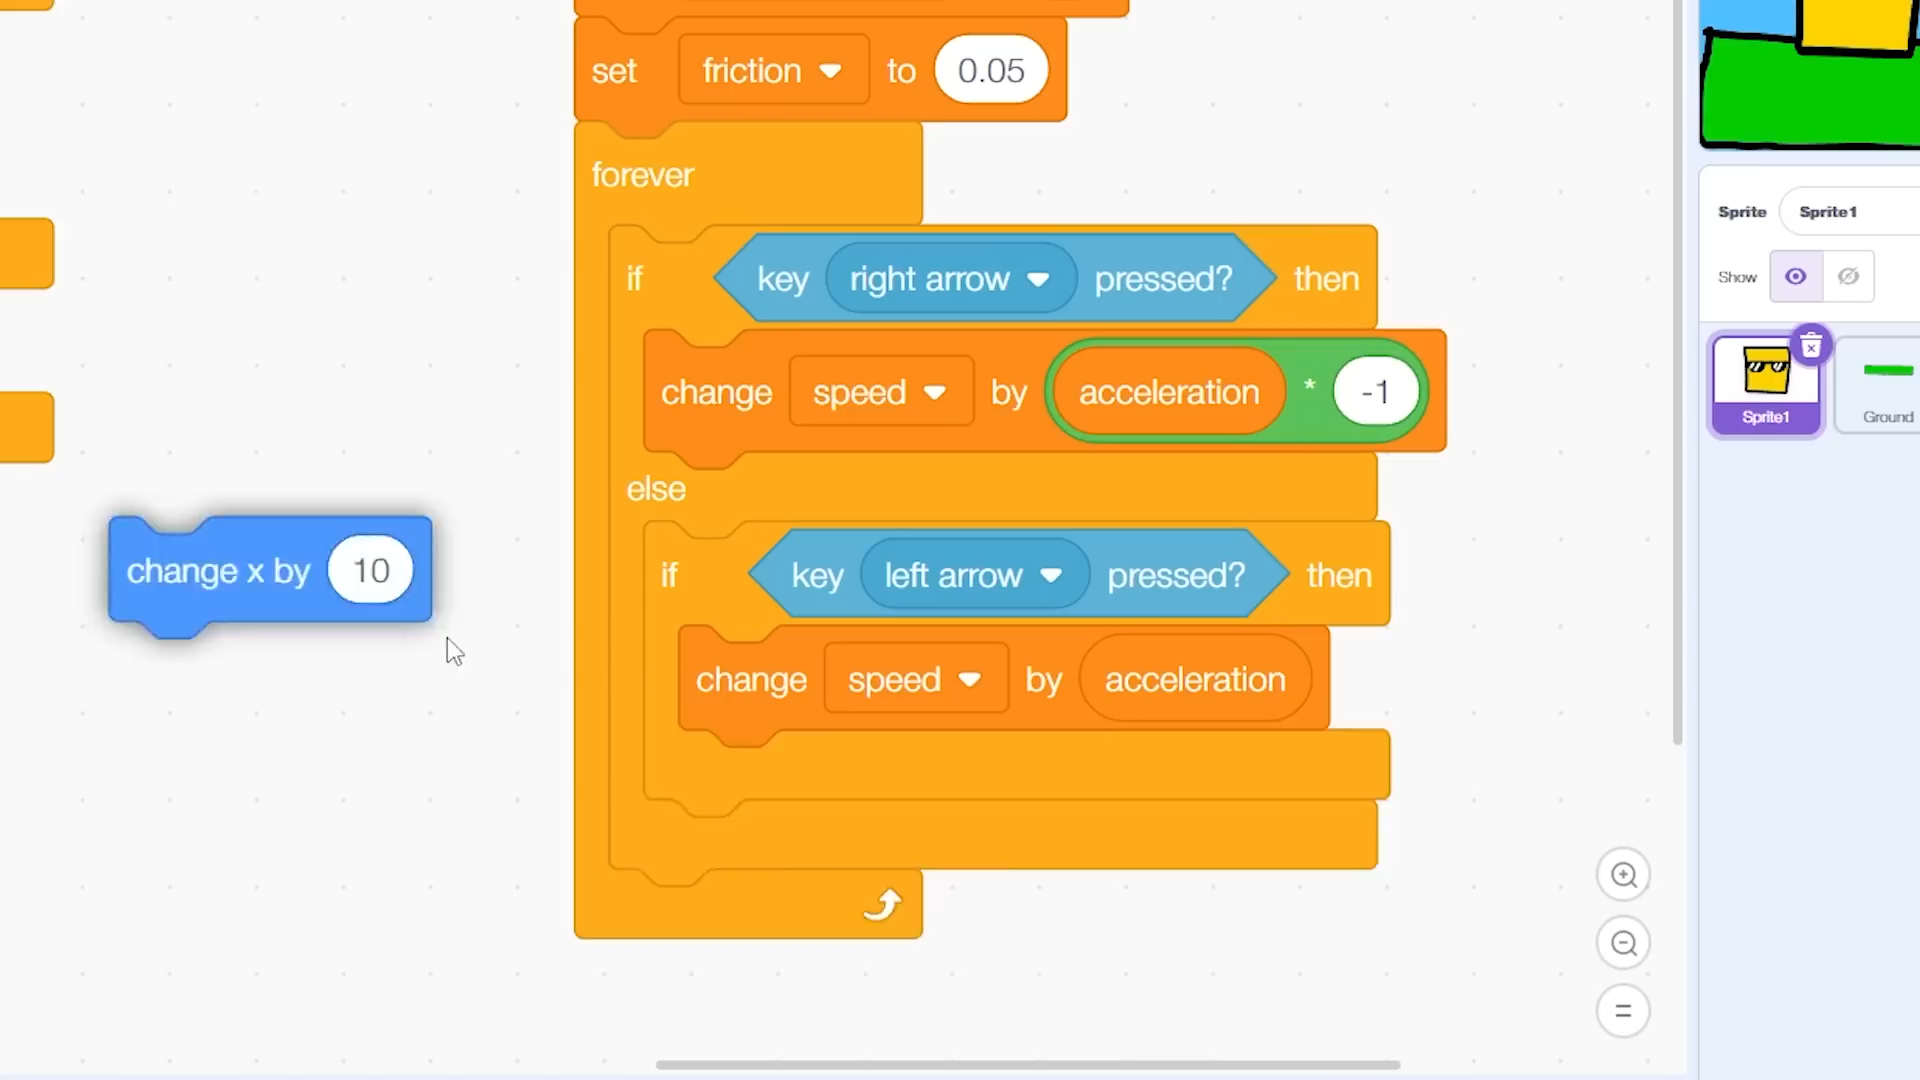 set friction to 0.05
forever
if key right arrow pressed? then
change speed by acceleration * -1
else
if key left arrow pressed? then
change speed by acceleration
change x by 10
Sprite Sprite1
Show
Sprite1
Ground